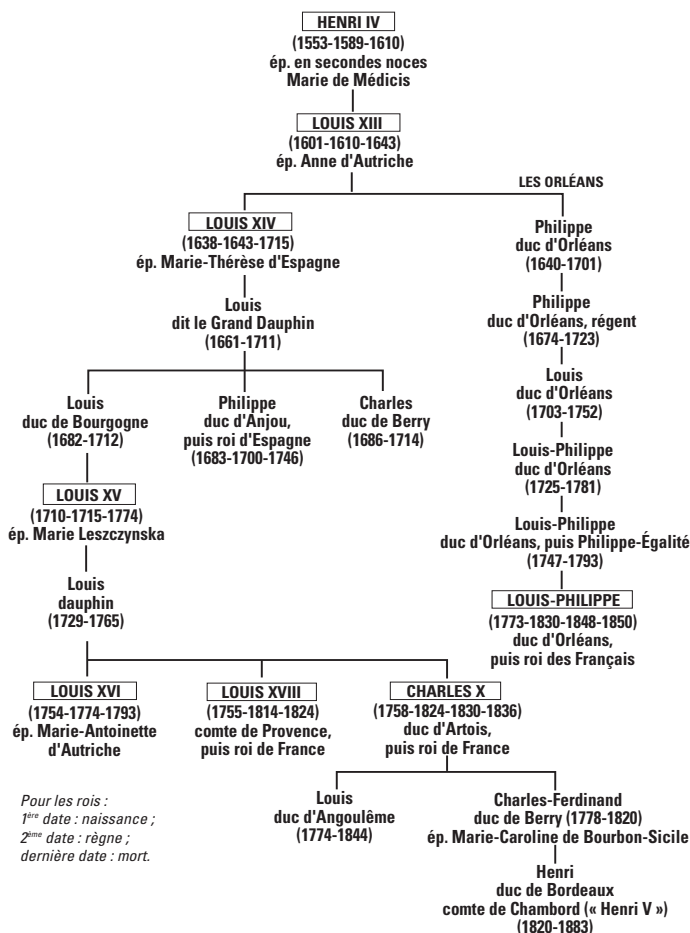 HENRI IV
(1553-1589-1610)
ép. en secondes noces
Marie de Médicis
LOUIS XIII
(1601-1610-1643)
ép. Anne d'Autriche
LES ORLÉANS
LOUIS XIV
(1638-1643-1715)
ép. Marie-Thérèse d'Espagne
Philippe
duc d'Orléans
(1640-1701)
Louis
dit le Grand Dauphin
(1661-1711)
Philippe
duc d'Orléans, régent
(1674-1723)
Louis
duc de Bourgogne
(1682-1712)
Philippe
duc d'Anjou,
puis roi d'Espagne
(1683-1700-1746)
Charles
duc de Berry
(1686-1714)
Louis
duc d'Orléans
(1703-1752)
Louis-Philippe
duc d'Orléans
(1725-1781)
LOUIS XV
(1710-1715-1774)
ép. Marie Leszczynska
Louis-Philippe
duc d'Orléans, puis Philippe-Égalité
(1747-1793)
Louis
dauphin
(1729-1765)
LOUIS-PHILIPPE
(1773-1830-1848-1850)
duc d'Orléans,
puis roi des Français
LOUIS XVI
(1754-1774-1793)
ép. Marie-Antoinette
d'Autriche
LOUIS XVIII
(1755-1814-1824)
comte de Provence,
puis roi de France
CHARLES X
(1758-1824-1830-1836)
duc d'Artois,
puis roi de France
Louis
duc d'Angoulême
(1774-1844)
Charles-Ferdinand
duc de Berry (1778-1820)
ép. Marie-Caroline de Bourbon-Sicile
Henri
duc de Bordeaux
comte de Chambord (« Henri V »)
(1820-1883)
Pour les rois :
1ère date : naissance ;
2ème date : règne ;
dernière date : mort.